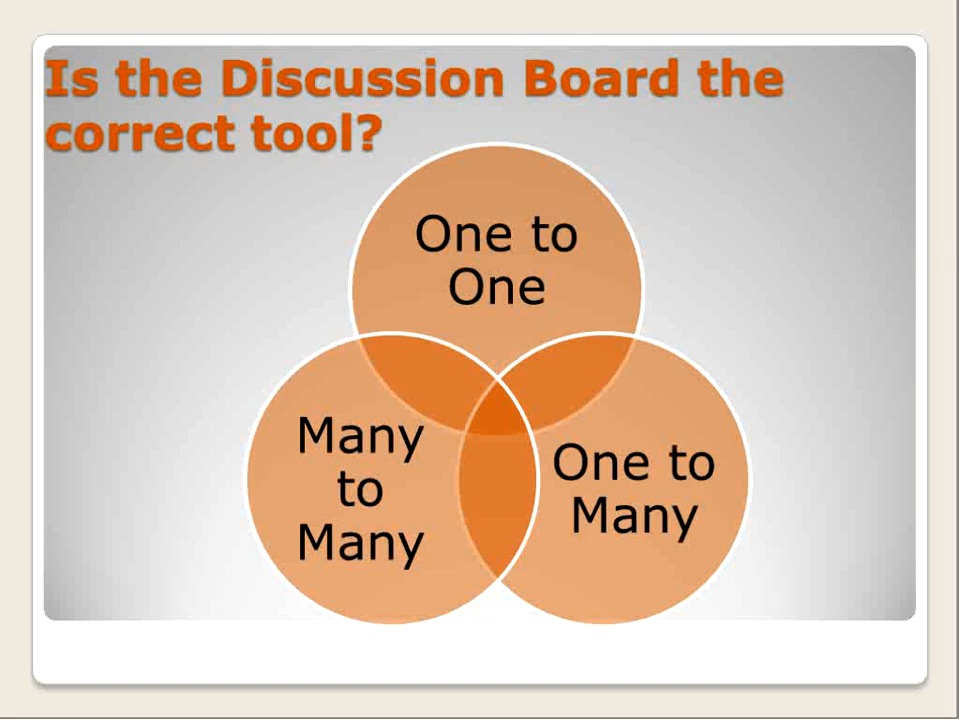 Is the Discussion Board the
correct tool?
One to
One
Many
to
Many
One to
Many